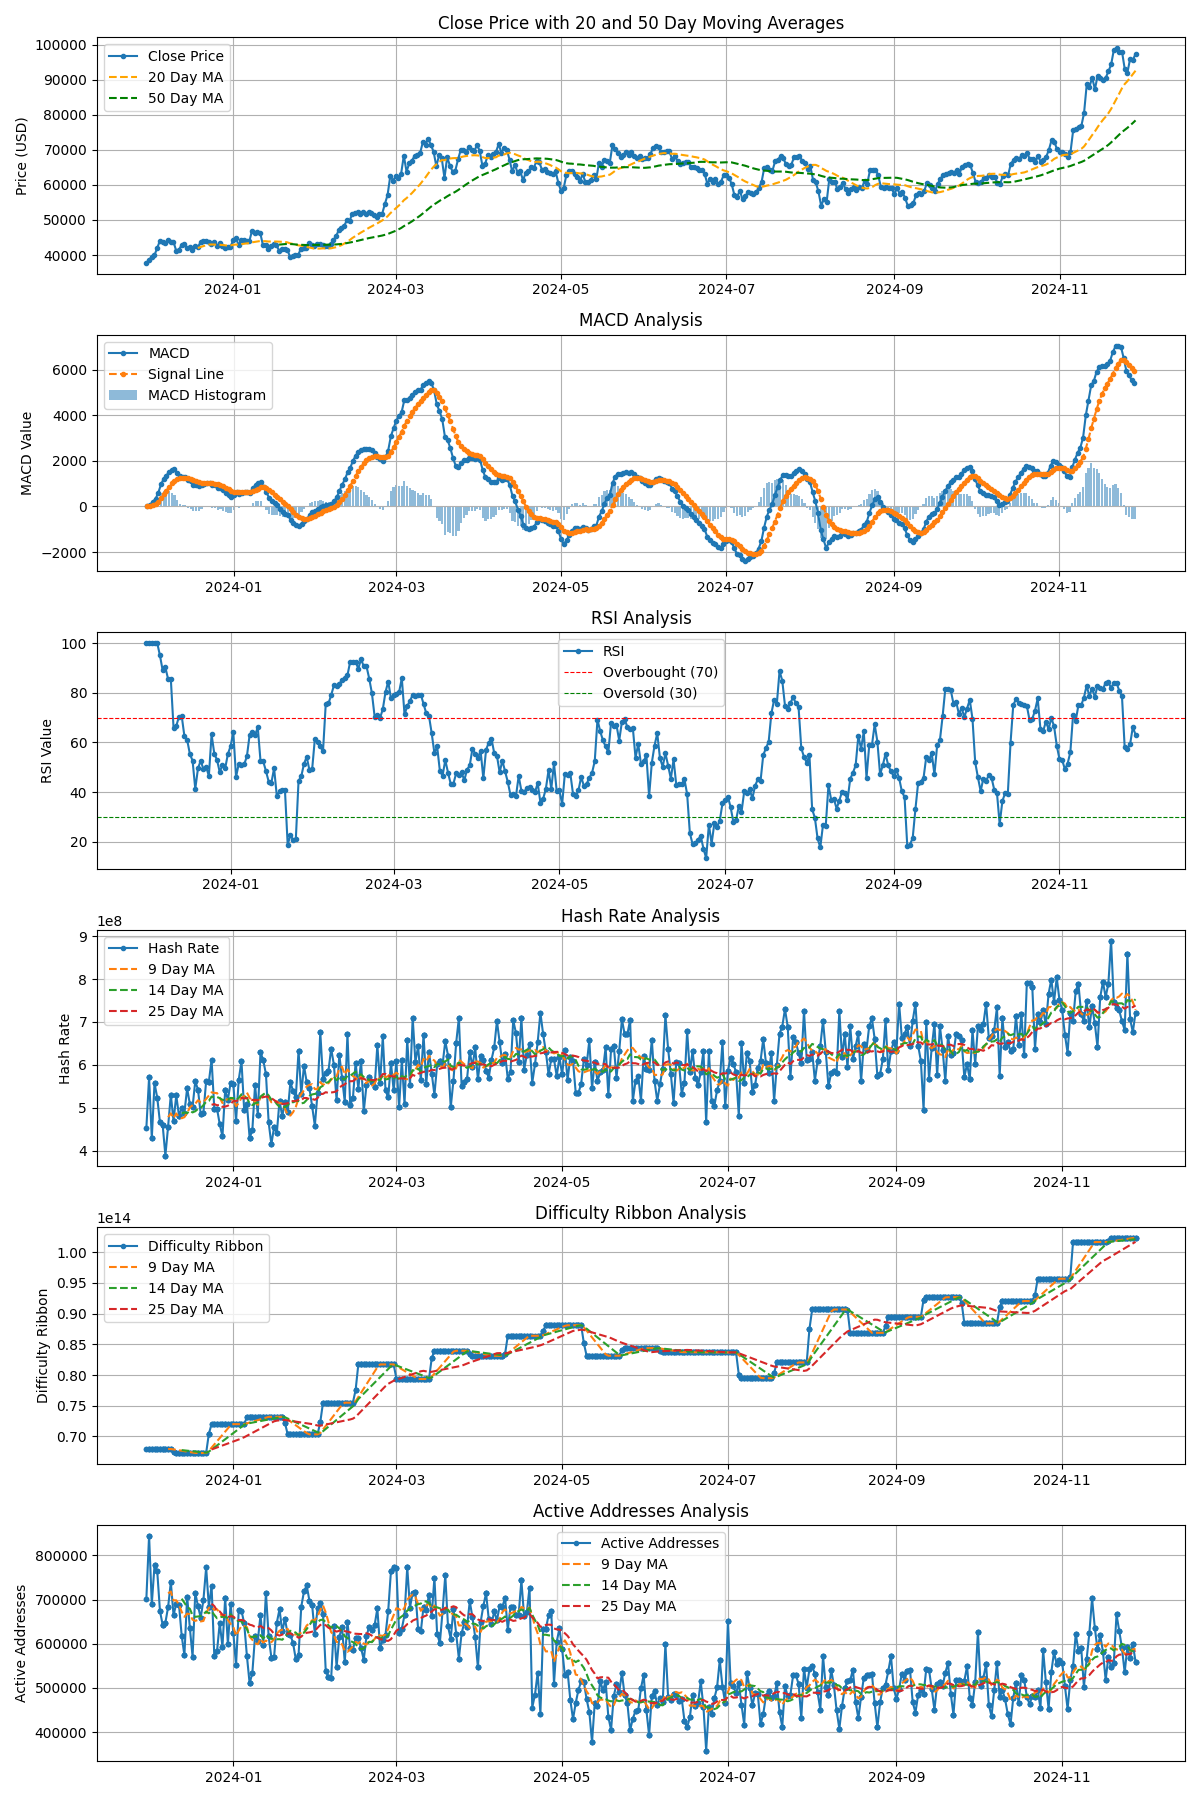 Close Price with 20 and 50 Day Moving Averages
Price (USD)
100000
90000
80000
70000
60000
50000
40000
Close Price
20 Day MA
50 Day MA
2024-01 2024-03 2024-05 2024-07 2024-09 2024-11
MACD Analysis
MACD Value
6000
4000
2000
0
−2000
MACD
Signal Line
MACD Histogram
2024-01 2024-03 2024-05 2024-07 2024-09 2024-11
RSI Analysis
RSI Value
100
80
60
40
20
RSI
Overbought (70)
Oversold (30)
2024-01 2024-03 2024-05 2024-07 2024-09 2024-11
Hash Rate Analysis
1e8
Hash Rate
9
8
7
6
5
4
Hash Rate
9 Day MA
14 Day MA
25 Day MA
2024-01 2024-03 2024-05 2024-07 2024-09 2024-11
Difficulty Ribbon Analysis
1e14
Difficulty Ribbon
1.00
0.95
0.90
0.85
0.80
0.75
0.70
Difficulty Ribbon
9 Day MA
14 Day MA
25 Day MA
2024-01 2024-03 2024-05 2024-07 2024-09 2024-11
Active Addresses Analysis
Active Addresses
800000
700000
600000
500000
400000
Active Addresses
9 Day MA
14 Day MA
25 Day MA
2024-01 2024-03 2024-05 2024-07 2024-09 2024-11